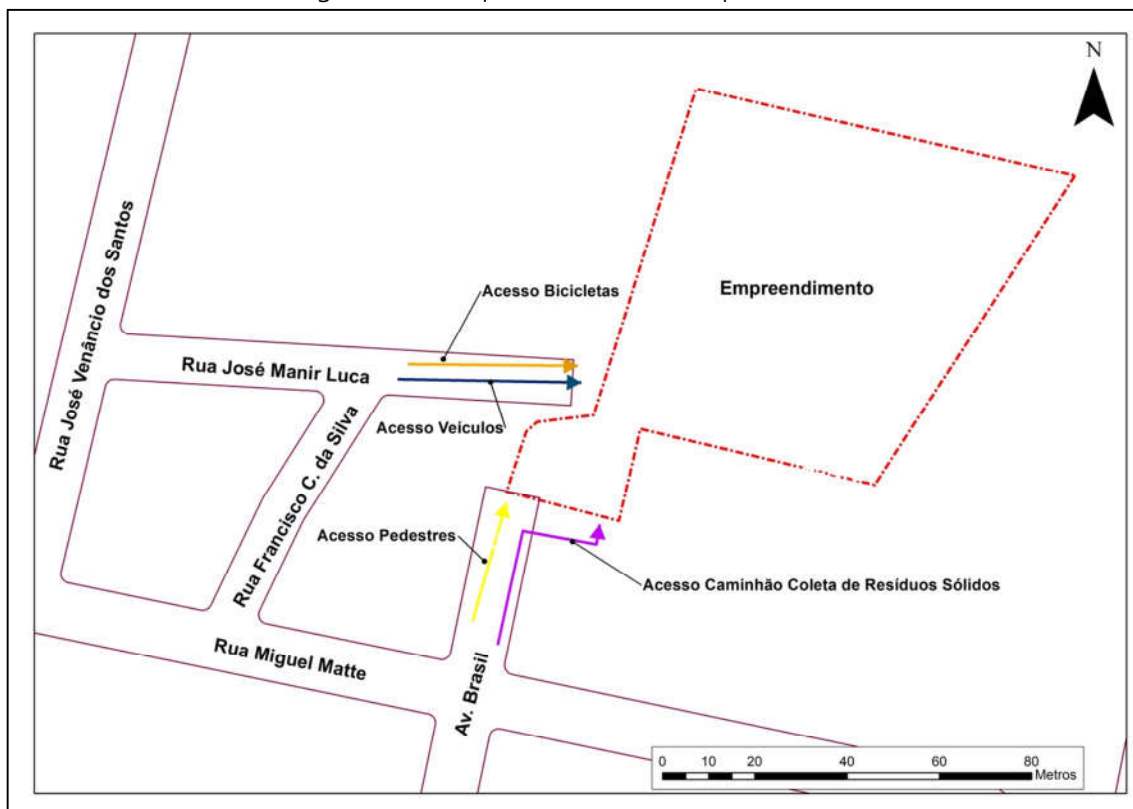 N
Empreendimento
Acesso Bicicletas
Rua José Venâncio dos Santos
Rua José Manir Luca
Acesso Veículos
Rua Francisco C. da Silva
Acesso Pedestres
Acesso Caminhão Coleta de Resíduos Sólidos
Rua Miguel Matte
Av. Brasil
0 10 20 40 60 80
Metros